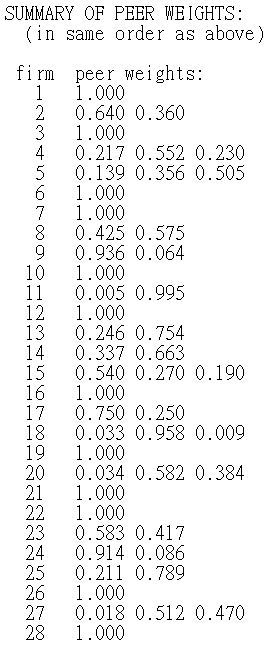 SUMMARY OF PEER WEIGHTS:
(in same order as above)
firm peer weights:
1 1.000
2 0.640 0.360
3 1.000
4 0.217 0.552 0.230
5 0.139 0.356 0.505
6 1.000
7 1.000
8 0.425 0.575
9 0.936 0.064
10 1.000
11 0.005 0.995
12 1.000
13 0.246 0.754
14 0.337 0.663
15 0.540 0.270 0.190
16 1.000
17 0.750 0.250
18 0.033 0.958 0.009
19 1.000
20 0.034 0.582 0.384
21 1.000
22 1.000
23 0.583 0.417
24 0.914 0.086
25 0.211 0.789
26 1.000
27 0.018 0.512 0.470
28 1.000